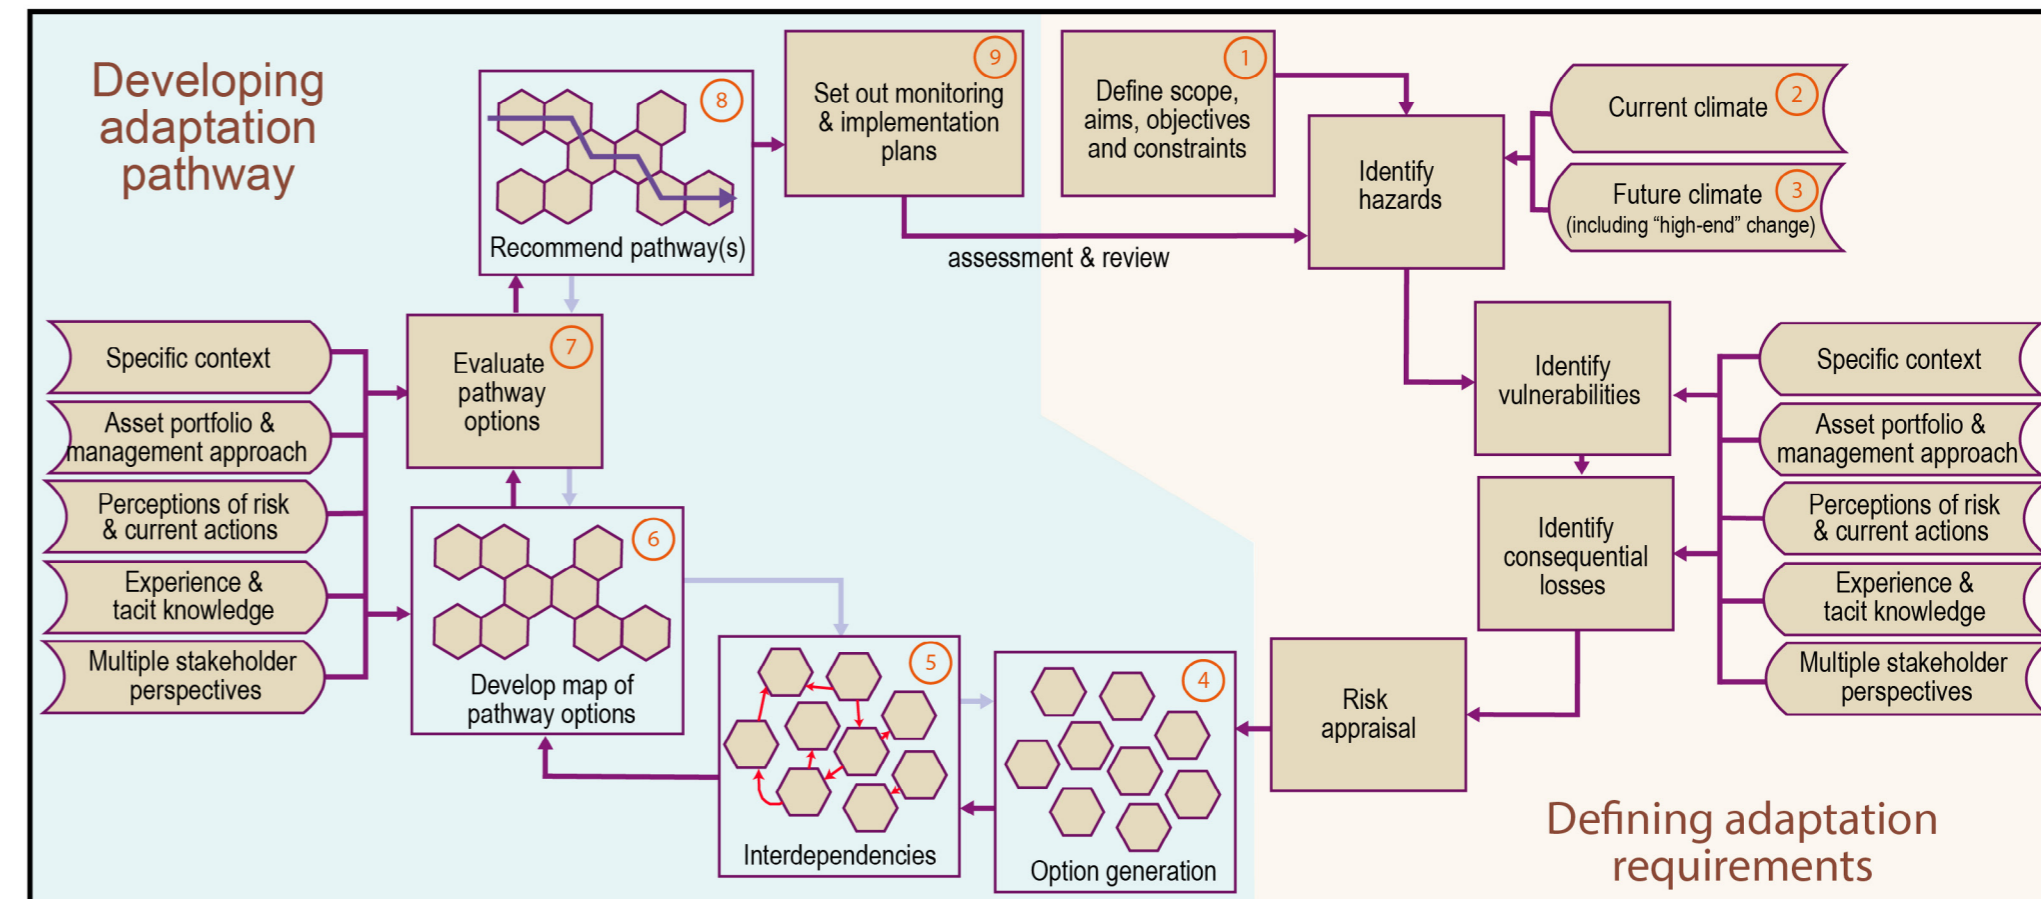 Developing
adaptation
pathway
8
Recommend pathway(s)
9
Set out monitoring
& implementation
plans
1
Define scope,
aims, objectives
and constraints
Identify
hazards
Current climate
2
Future climate
3
(including “high-end” change)
assessment & review
Specific context
Asset portfolio &
management approach
Perceptions of risk
& current actions
Experience &
tacit knowledge
Multiple stakeholder
perspectives
7
Evaluate
pathway
options
6
Develop map of
pathway options
5
Interdependencies
4
Option generation
Risk
appraisal
Identify
vulnerabilities
Identify
consequential
losses
Specific context
Asset portfolio &
management approach
Perceptions of risk
& current actions
Experience &
tacit knowledge
Multiple stakeholder
perspectives
Defining adaptation
requirements